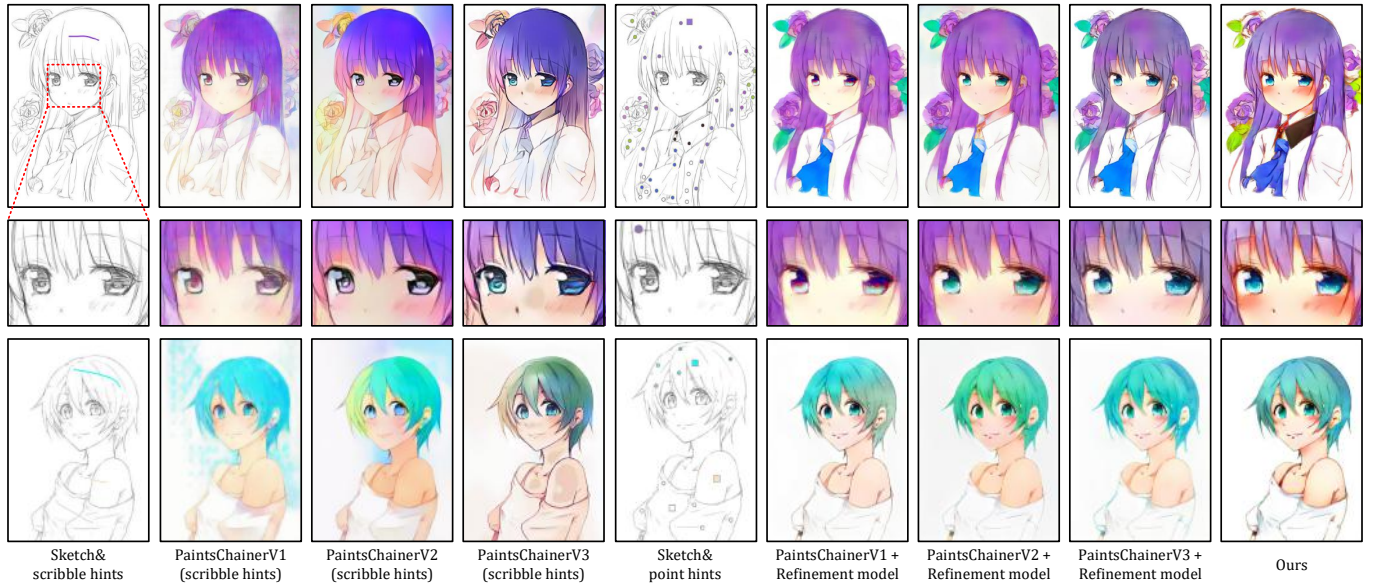 Sketch&
scribble hints
PaintsChainerV1
(scribble hints)
PaintsChainerV2
(scribble hints)
PaintsChainerV3
(scribble hints)
Sketch&
point hints
PaintsChainerV1 +
Refinement model
PaintsChainerV2 +
Refinement model
PaintsChainerV3 +
Refinement model
Ours